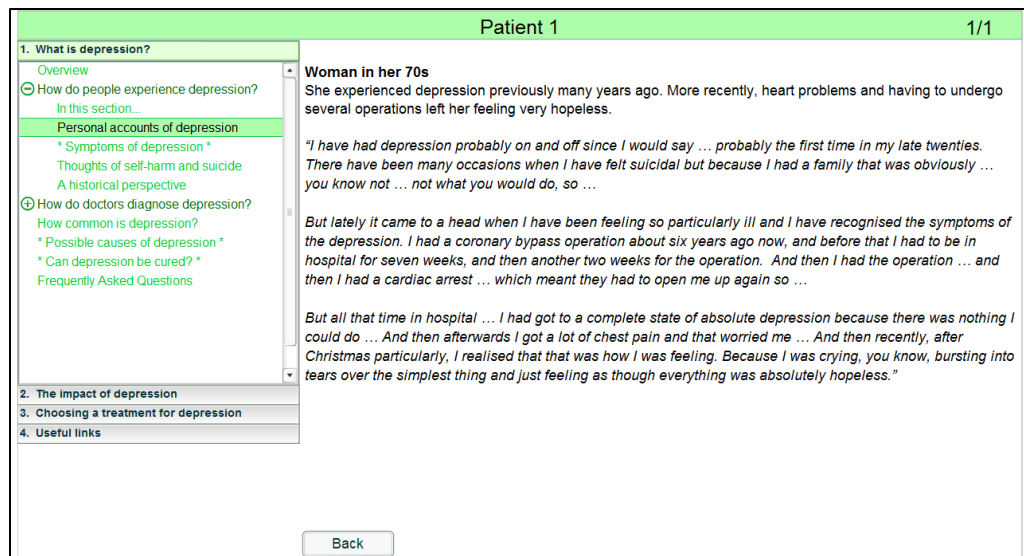 Patient 1
1/1
1. What is depression?
Overview
How do people experience depression?
In this section...
Personal accounts of depression
* Symptoms of depression *
Thoughts of self-harm and suicide
A historical perspective
How do doctors diagnose depression?
How common is depression?
* Possible causes of depression *
* Can depression be cured? *
Frequently Asked Questions
2. The impact of depression
3. Choosing a treatment for depression
4. Useful links
Woman in her 70s
She experienced depression previously many years ago. More recently, heart problems and having to undergo
several operations left her feeling very hopeless.
“I have had depression probably on and off since I would say … probably the first time in my late twenties.
There have been many occasions when I have felt suicidal but because I had a family that was obviously …
you know not … not what you would do, so …
But lately it came to a head when I have been feeling so particularly ill and I have recognised the symptoms of
the depression. I had a coronary bypass operation about six years ago now, and before that I had to be in
hospital for seven weeks, and then another two weeks for the operation.  And then I had the operation … and
then I had a cardiac arrest … which meant they had to open me up again so …
But all that time in hospital … I had got to a complete state of absolute depression because there was nothing I
could do … And then afterwards I got a lot of chest pain and that worried me … And then recently, after
Christmas particularly, I realised that that was how I was feeling. Because I was crying, you know, bursting into
tears over the simplest thing and just feeling as though everything was absolutely hopeless.”
Back